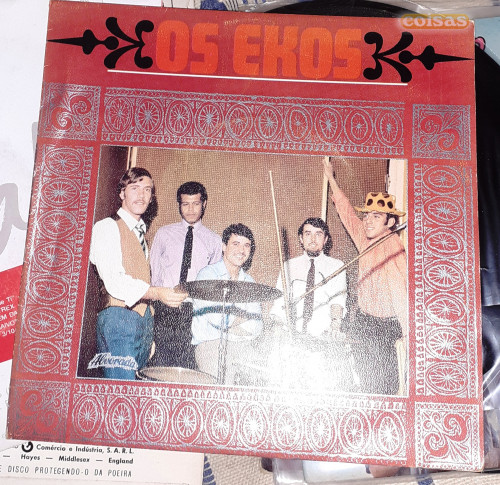 coisas
OS EKOS
Alvorada
Comércio e Indústria, S. A. R. L.
— Hayes — Middlesex — England
E DISCO PROTEGENDO-O DA POEIRA